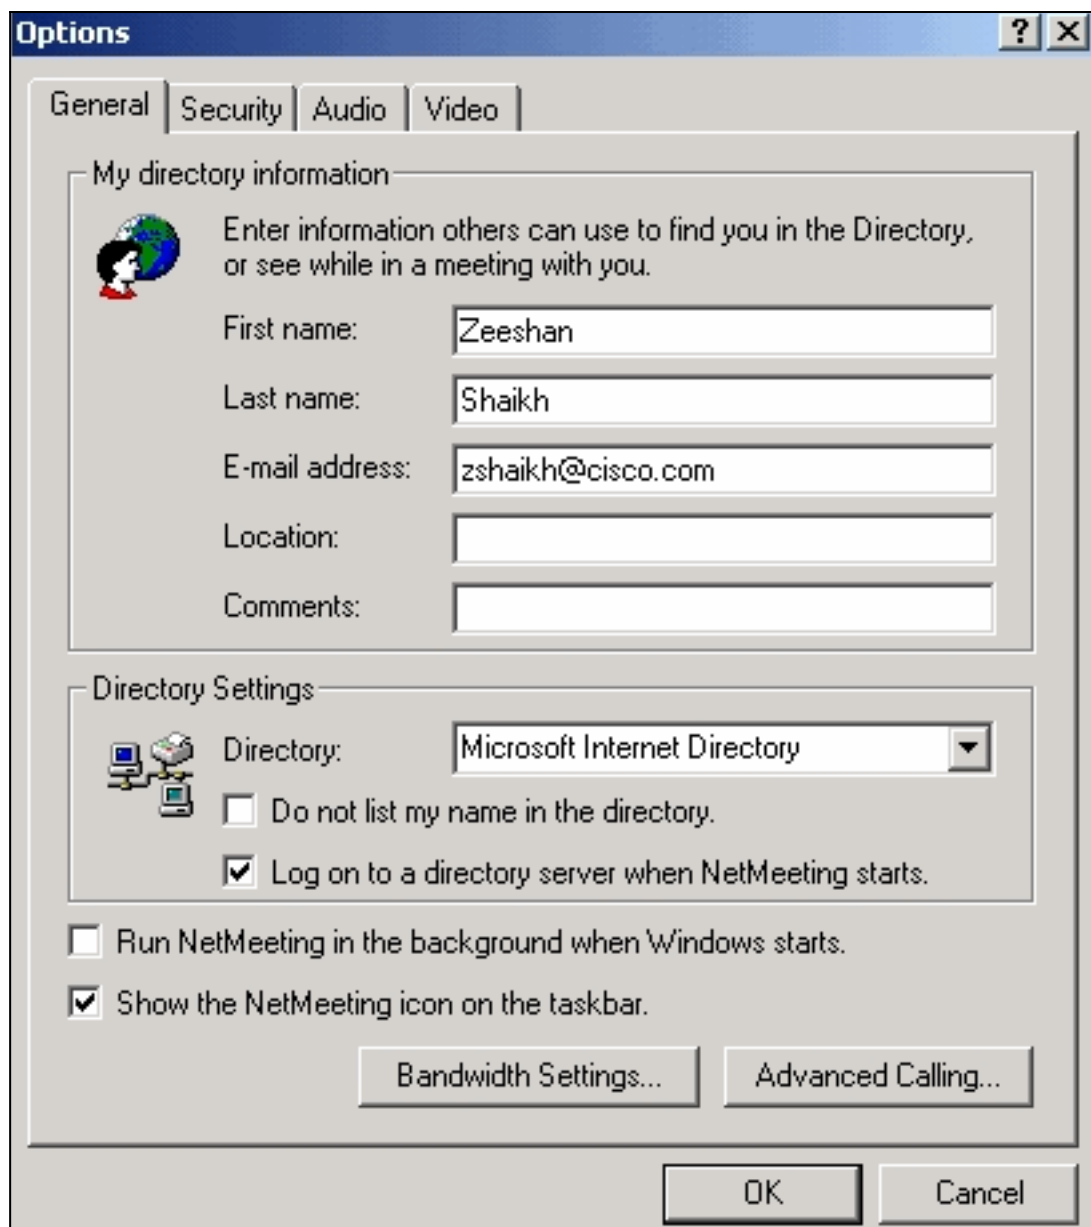 Options
General
Security
Audio
Video
My directory information
Enter information others can use to find you in the Directory,
or see while in a meeting with you.
First name:
Zeeshan
Last name:
Shaikh
E-mail address:
zshaikh@cisco.com
Location:
Comments:
Directory Settings
Directory:
Microsoft Internet Directory
Do not list my name in the directory.
Log on to a directory server when NetMeeting starts.
Run NetMeeting in the background when Windows starts.
Show the NetMeeting icon on the taskbar.
Bandwidth Settings...
Advanced Calling...
OK
Cancel